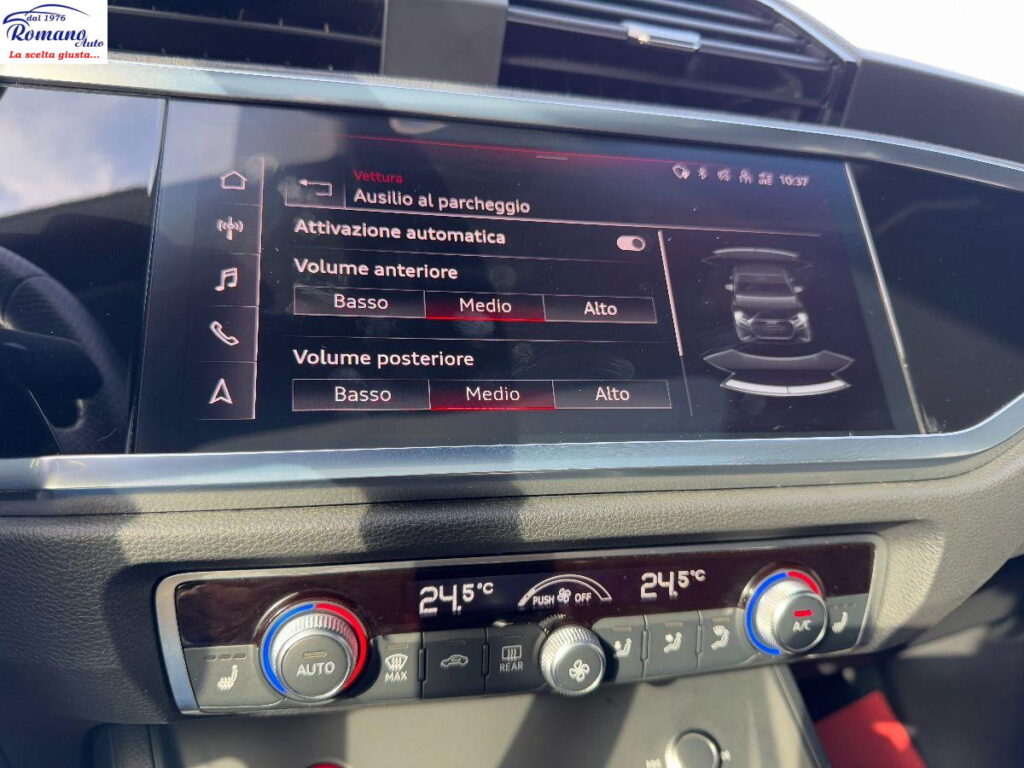 dal 1976
Romano
Auto
La scelta giusta...
10:37
Vettura
Ausilio al parcheggio
Attivazione automatica
Volume anteriore
Basso Medio Alto
Volume posteriore
Basso Medio Alto
24.5°C PUSH OFF 24.5°C
AUTO MAX REAR A/C